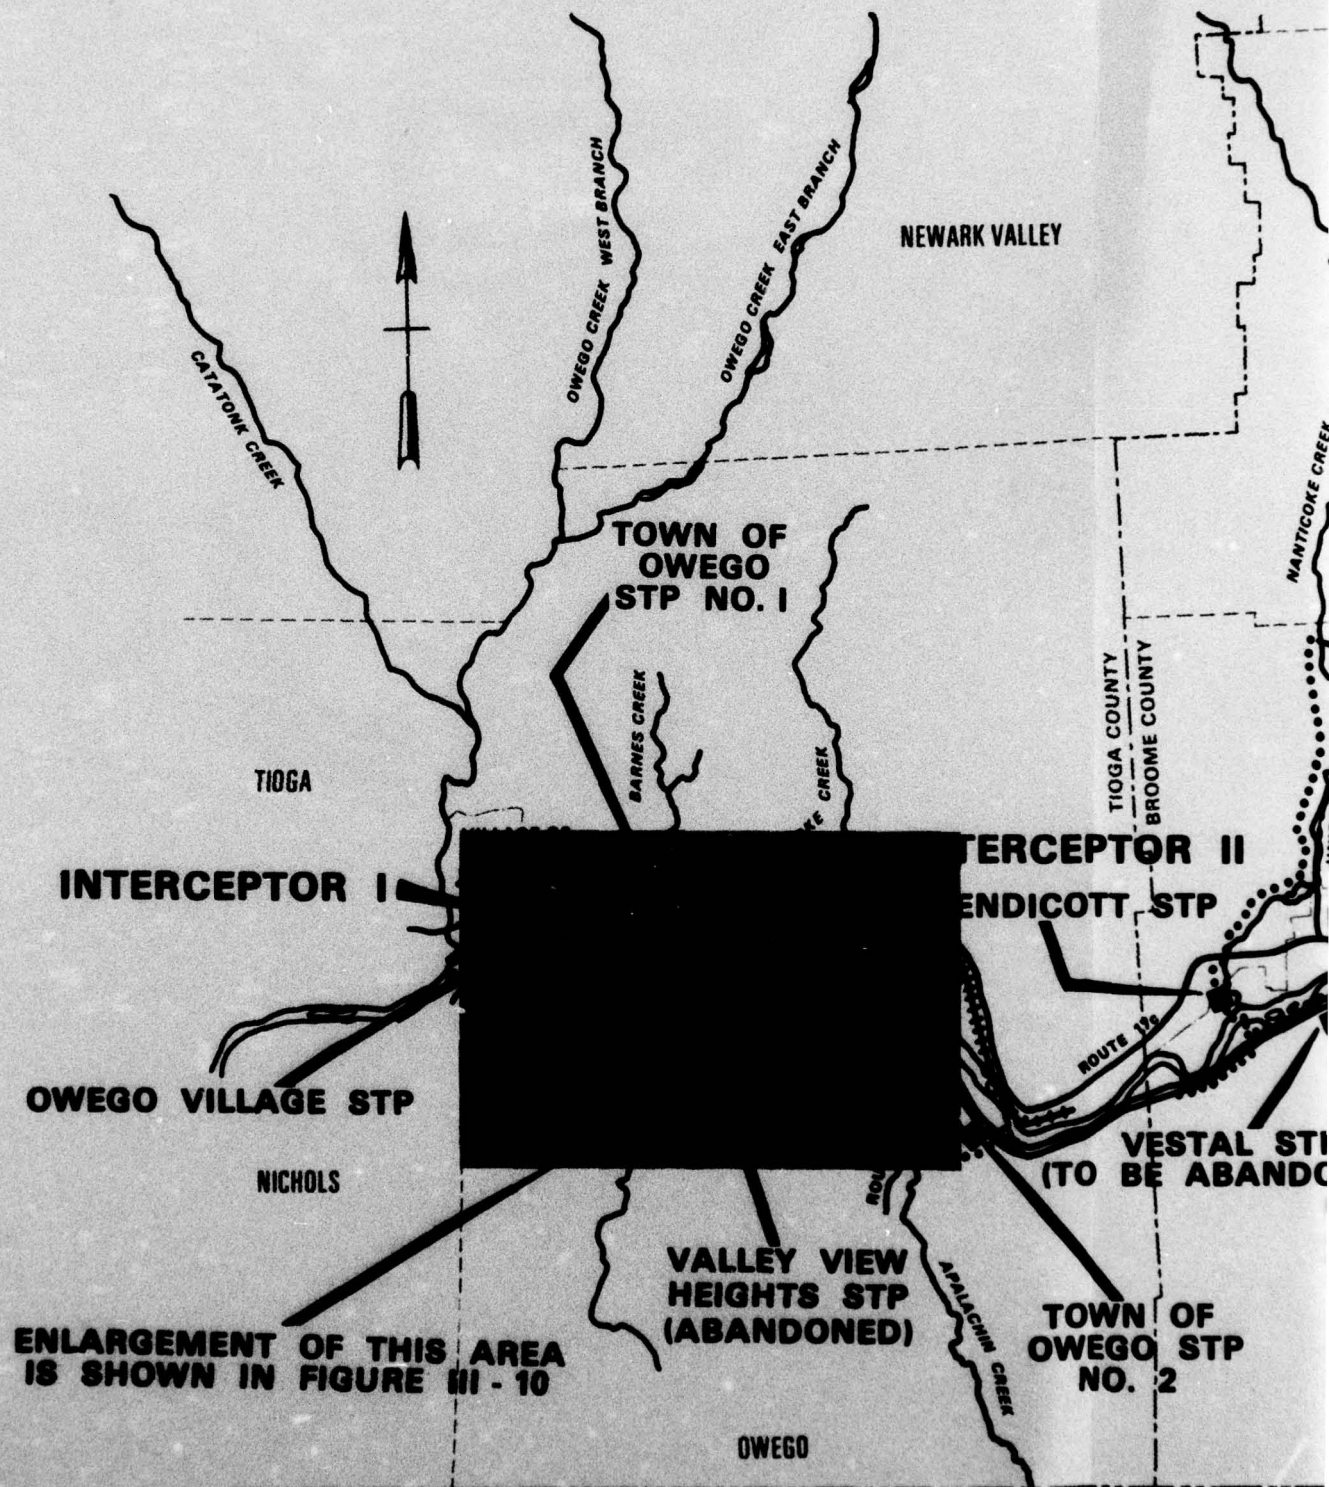 OWEGO CREEK WEST BRANCH
OWEGO CREEK EAST BRANCH
NEWARK VALLEY
CATATONK CREEK
NANTICOKE CREEK
TOWN OF
OWEGO
STP NO. I
BARNES CREEK
CREEK
TIOGA COUNTY
BROOME COUNTY
TIOGA
INTERCEPTOR I
TERCEPTOR II
ENDICOTT STP
ROUTE 17c
OWEGO VILLAGE STP
VESTAL ST
(TO BE ABANDO
NICHOLS
ROU
VALLEY VIEW
HEIGHTS STP
(ABANDONED)
APALACHIN CREEK
TOWN OF
OWEGO STP
NO. 2
ENLARGEMENT OF THIS AREA
IS SHOWN IN FIGURE III - 10
OWEGO